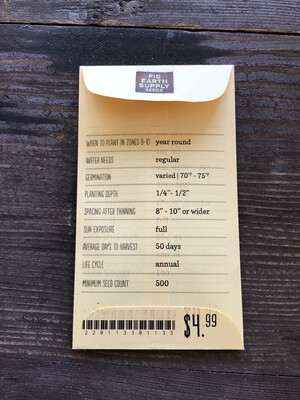 FIG
EARTH
SUPPLY
SEEDS
WHEN TO PLANT IN ZONES 8-10 year round
WATER NEEDS regular
GERMINATION varied | 70°F - 75°F
PLANTING DEPTH 1/4"- 1/2"
SPACING AFTER THINNING 8" - 10" or wider
SUN EXPOSURE full
AVERAGE DAYS TO HARVEST 50 days
LIFE CYCLE annual
MINIMUM SEED COUNT 500
$4.99